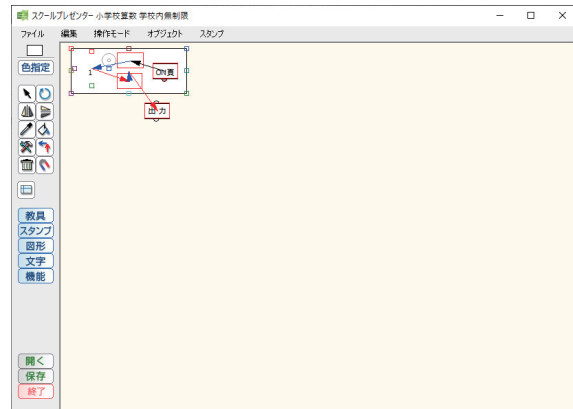 スクールプレゼンター 小学校算数 学校内無制限
ファイル 編集 操作モード オブジェクト スタンプ
色指定
1
ON頁
出力
教具
スタンプ
図形
文字
機能
開く
保存
終了